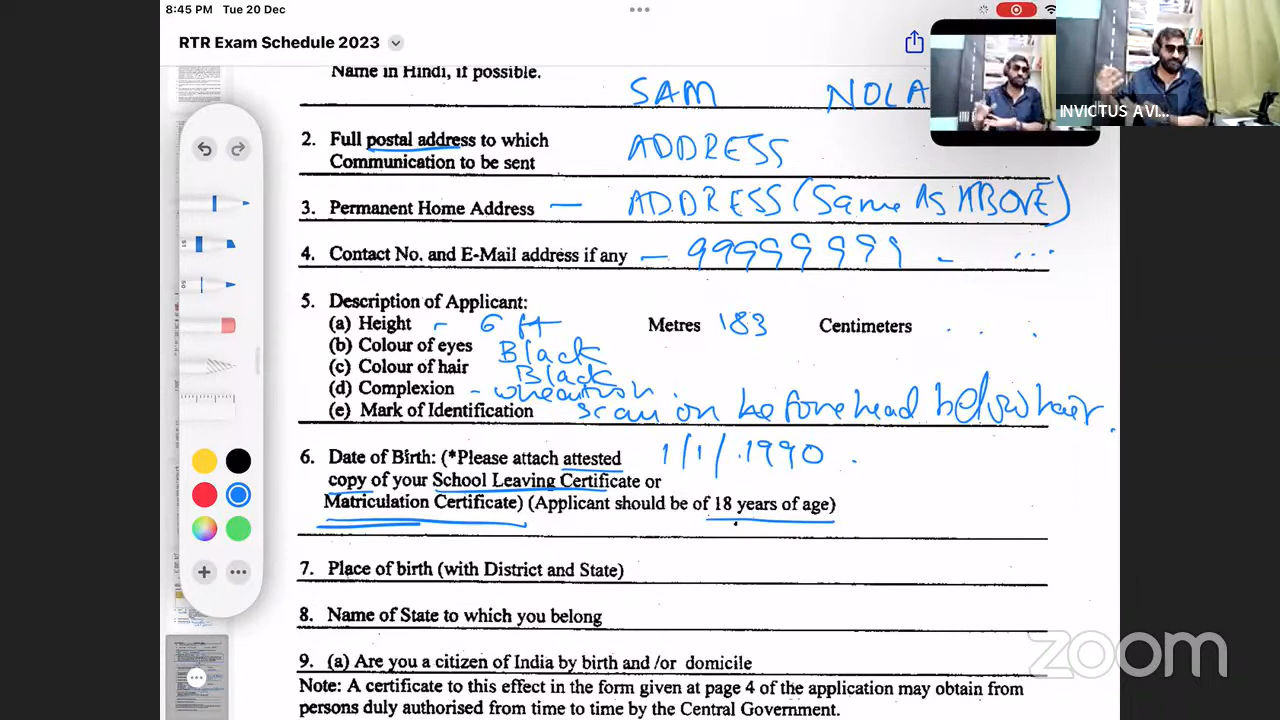 8:45 PM Tue 20 Dec
RTR Exam Schedule 2023
INVICTUS AVI...
Name in Hindi, if possible.
SAM NOLA
2. Full postal address to which
Communication to be sent
ADDRESS
3. Permanent Home Address — ADDRESS (Same AS ABOVE)
4. Contact No. and E-Mail address if any — 99999999 - ...
5. Description of Applicant:
(a) Height - 6 ft Metres 183 Centimeters . . .
(b) Colour of eyes Black
(c) Colour of hair Black
(d) Complexion -
(e) Mark of Identification on forehead below hair.
6. Date of Birth: (*Please attach attested 1/1/.1990 .
copy of your School Leaving Certificate or
Matriculation Certificate) (Applicant should be of 18 years of age)
7. Place of birth (with District and State)
8. Name of State to which you belong
9. (a) Are you a citizen of India by birth and /or domicile
Note: A certificate to this effect in the form given at page 4 of the application may obtain from
persons duly authorised from time to time by the Central Government.
zoom